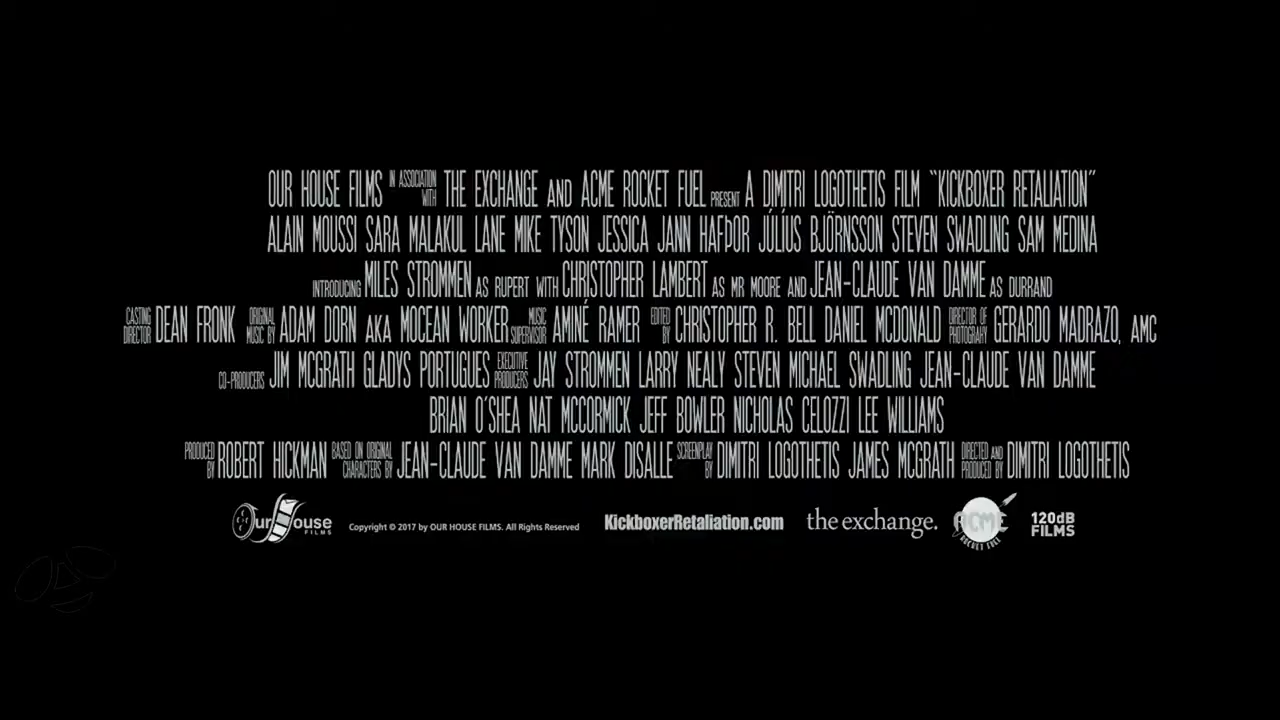 OUR HOUSE FILMS IN ASSOCIATION WITH THE EXCHANGE AND ACME ROCKET FUEL PRESENT A DIMITRI LOGOTHETIS FILM "KICKBOXER RETALIATION"
ALAIN MOUSSI SARA MALAKUL LANE MIKE TYSON JESSICA JANN HAFÞOR JÚLÍUS BJÖRNSSON STEVEN SWADLING SAM MEDINA
INTRODUCING MILES STROMMEN AS RUPERT WITH CHRISTOPHER LAMBERT AS MR MOORE AND JEAN-CLAUDE VAN DAMME AS DURRAND
CASTING DIRECTOR DEAN FRONK ORIGINAL MUSIC BY ADAM DORN AKA MOCEAN WORKER MUSIC SUPERVISOR AMINÉ RAMER EDITED BY CHRISTOPHER R. BELL DANIEL MCDONALD DIRECTOR OF PHOTOGRAHY GERARDO MADRAZO, AMC
CO-PRODUCERS JIM MCGRATH GLADYS PORTUGUES EXECUTIVE PRODUCERS JAY STROMMEN LARRY NEALY STEVEN MICHAEL SWADLING JEAN-CLAUDE VAN DAMME
BRIAN O'SHEA NAT MCCORMICK JEFF BOWLER NICHOLAS CELOZZI LEE WILLIAMS
PRODUCED BY ROBERT HICKMAN BASED ON ORIGINAL CHARACTERS BY JEAN-CLAUDE VAN DAMME MARK DISALLE SCREENPLAY BY DIMITRI LOGOTHETIS JAMES MCGRATH DIRECTED AND PRODUCED BY DIMITRI LOGOTHETIS
Our House FILMS Copyright © 2017 by OUR HOUSE FILMS. All Rights Reserved KickboxerRetaliation.com the exchange. ACME ROCKET FUEL 120dB FILMS